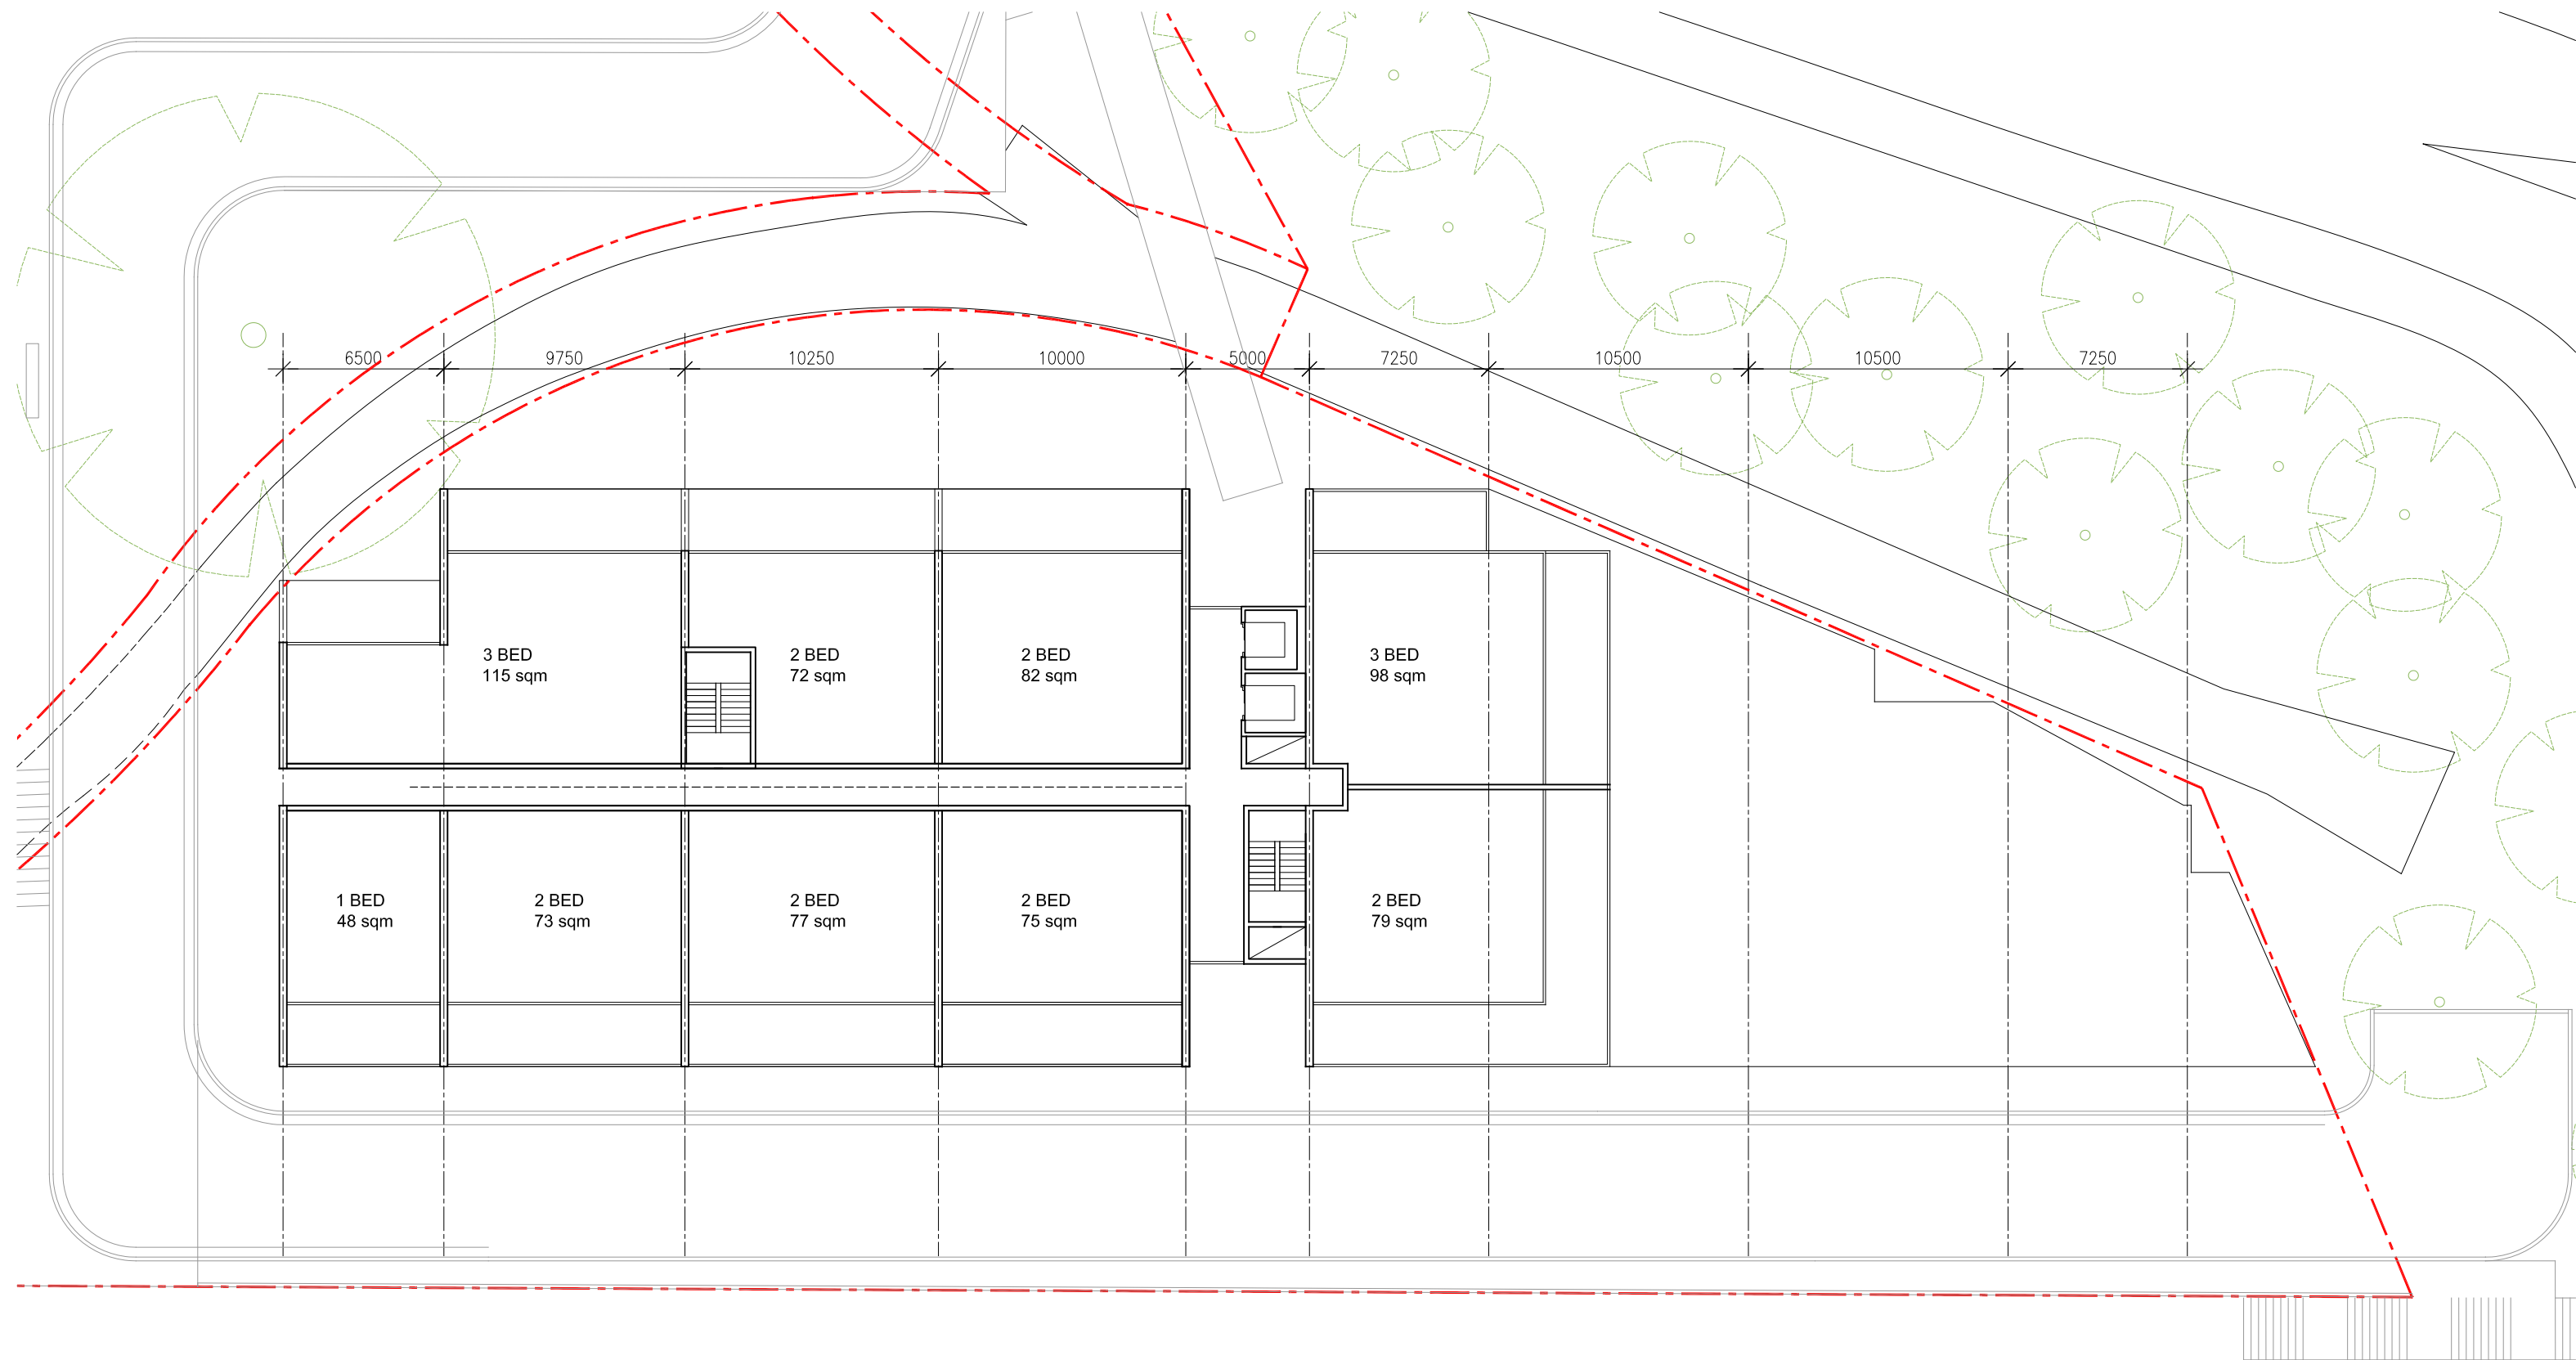 6500 9750 10250 10000 5000 7250 10500 10500 7250
3 BED
115 sqm
2 BED
72 sqm
2 BED
82 sqm
3 BED
98 sqm
1 BED
48 sqm
2 BED
73 sqm
2 BED
77 sqm
2 BED
75 sqm
2 BED
79 sqm